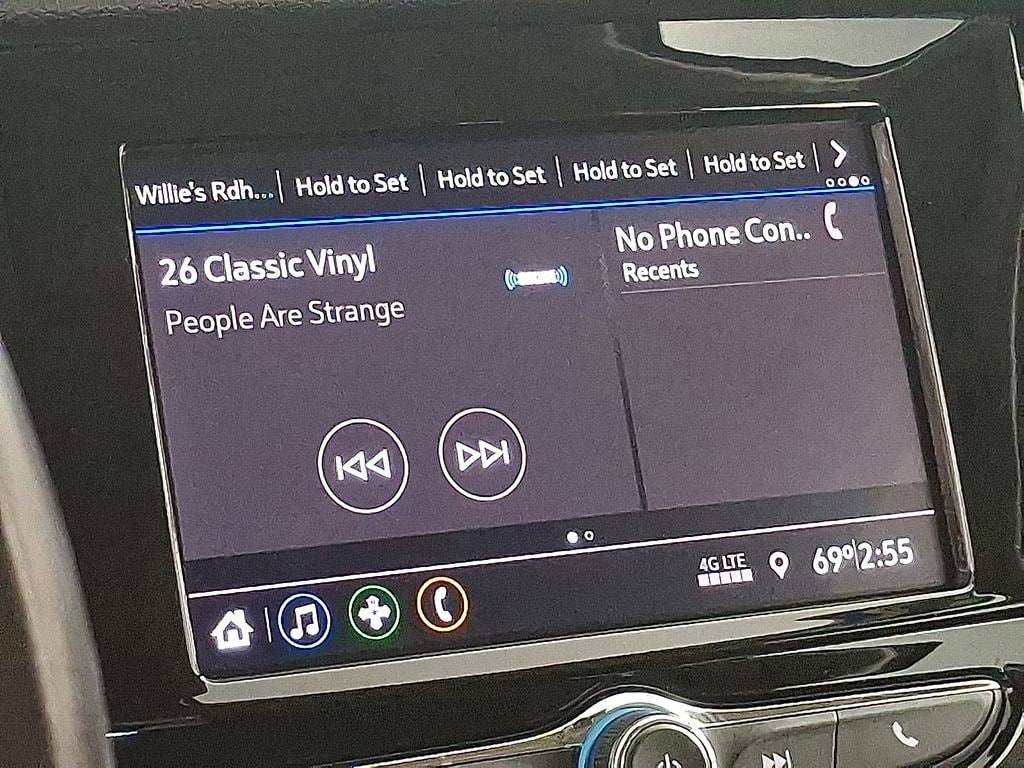 Willie's Rdh... Hold to Set Hold to Set Hold to Set Hold to Set
26 Classic Vinyl
People Are Strange
No Phone Con..
Recents
4G LTE
69° 2:55